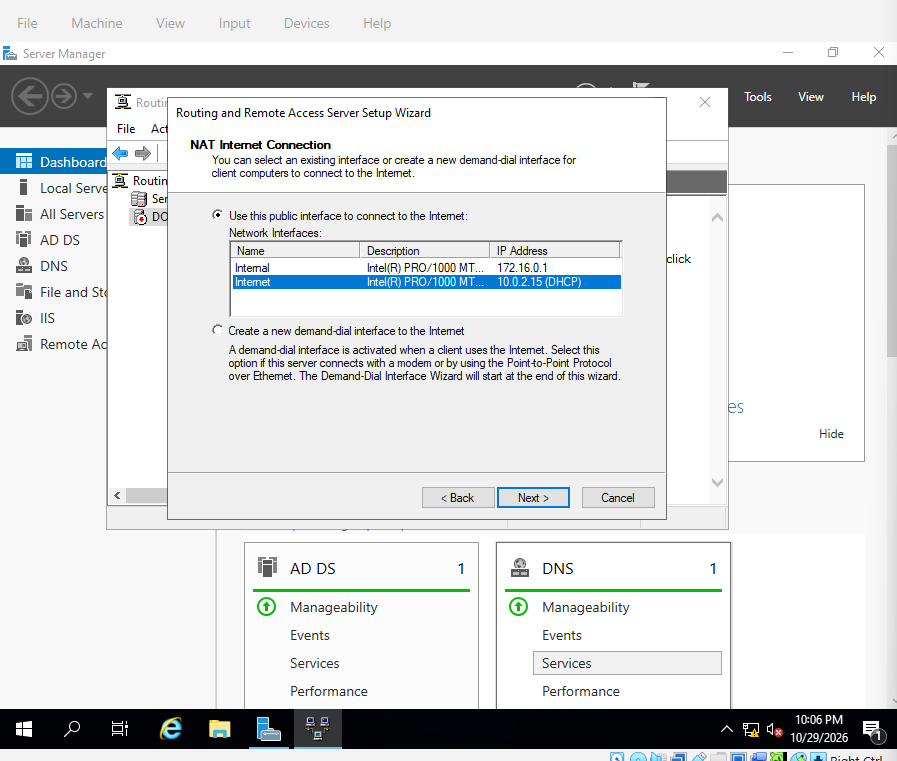 File Machine View Input Devices Help
Server Manager
Tools View Help
Routing and Remote Access Server Setup Wizard
File
NAT Internet Connection
You can select an existing interface or create a new demand-dial interface for
client computers to connect to the Internet.
Dashboard
Local
All Servers
AD DS
DNS
File and
IIS
Remote
Use this public interface to connect to the Internet:
Network Interfaces:
Name Description IP Address
Internal Intel(R) PRO/1000 MT... 172.16.0.1
Internet Intel(R) PRO/1000 MT... 10.0.2.15 (DHCP)
click
Create a new demand-dial interface to the Internet
A demand-dial interface is activated when a client uses the Internet. Select this
option if this server connects with a modem or by using the Point-to-Point Protocol
over Ethernet. The Demand-Dial Interface Wizard will start at the end of this wizard.
Hide
< Back Next > Cancel
AD DS 1
Manageability
Events
Services
Performance
DNS 1
Manageability
Events
Services
Performance
10:06 PM
10/29/2026
1
Right Ctrl